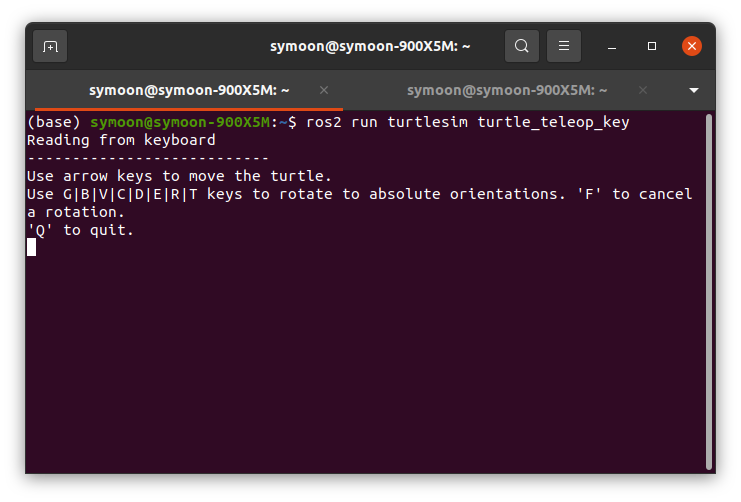 symoon@symoon-900X5M: ~
symoon@symoon-900X5M: ~
symoon@symoon-900X5M: ~
(base) symoon@symoon-900X5M:~$ ros2 run turtlesim turtle_teleop_key
Reading from keyboard
---------------------------
Use arrow keys to move the turtle.
Use G|B|V|C|D|E|R|T keys to rotate to absolute orientations. 'F' to cancel
a rotation.
'Q' to quit.